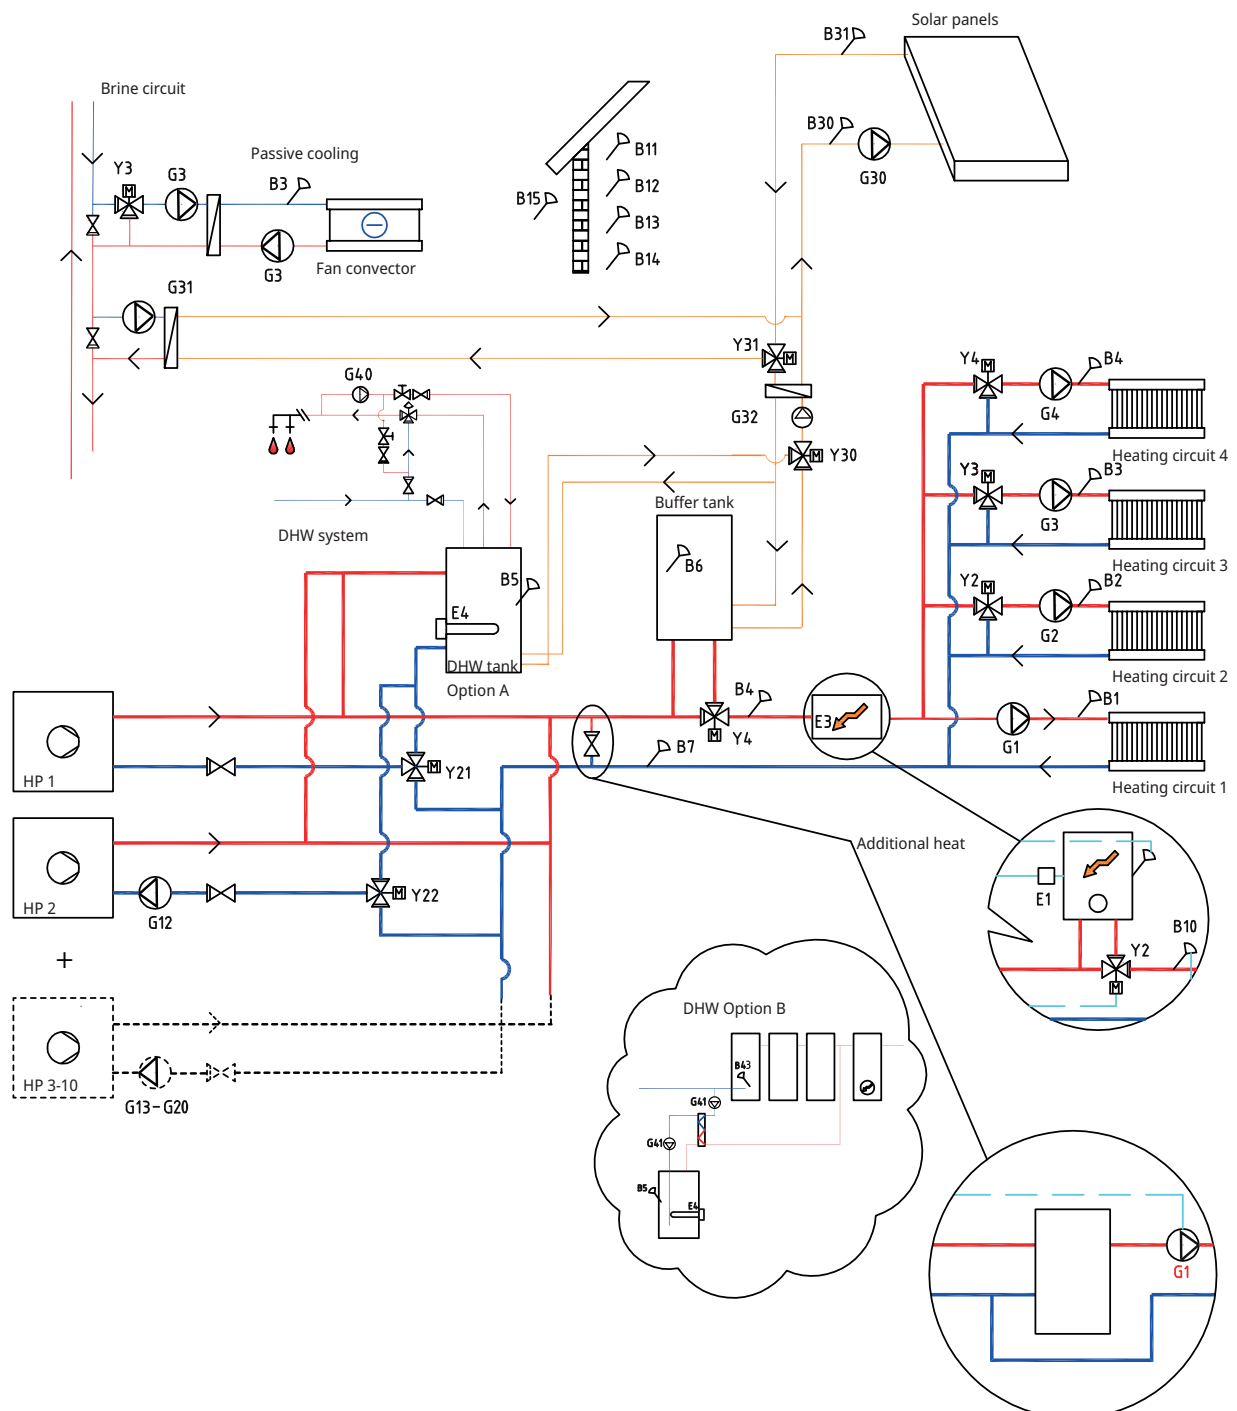 Solar panels
B31
Brine circuit
B30
G30
Passive cooling
Y3
G3
B3
B11
B12
B15
B13
B14
G3
Fan convector
G31
Y31
G40
G32
Y30
Y4
B4
G4
Heating circuit 4
Y3
B3
G3
Heating circuit 3
Y2
B2
G2
Heating circuit 2
DHW system
Buffer tank
B6
B5
E4
DHW tank
Option A
B4
Y4
E3
B1
G1
B7
Heating circuit 1
HP 1
Y21
Additional heat
HP 2
G12
Y22
E1
Y2
B10
+
HP 3-10
G13-G20
DHW Option B
B43
G41
G41
B5
E4
G1
M
M
M
M
M
M
M
M
M
M